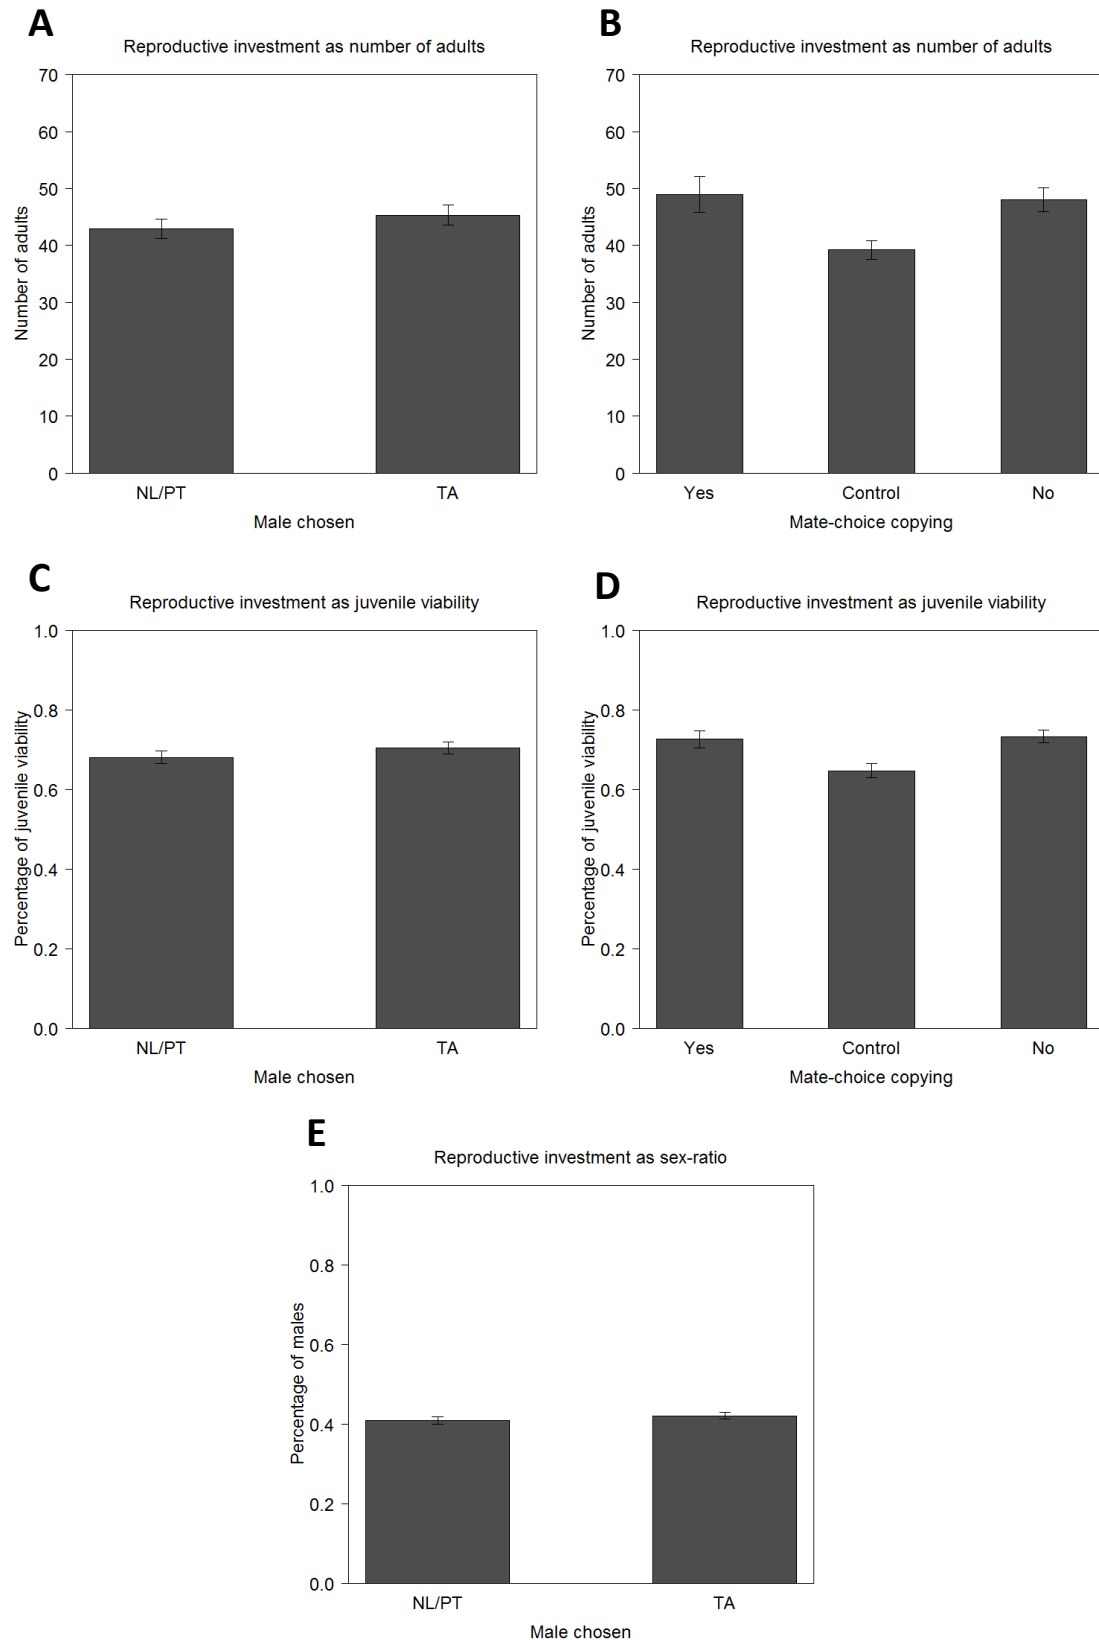 A
Reproductive investment as number of adults
70
60
50
40
30
20
10
0
Number of adults
NL/PT TA
Male chosen
B
Reproductive investment as number of adults
70
60
50
40
30
20
10
0
Number of adults
Yes Control No
Mate-choice copying
C
Reproductive investment as juvenile viability
1.0
0.8
0.6
0.4
0.2
0.0
Percentage of juvenile viability
NL/PT TA
Male chosen
D
Reproductive investment as juvenile viability
1.0
0.8
0.6
0.4
0.2
0.0
Percentage of juvenile viability
Yes Control No
Mate-choice copying
E
Reproductive investment as sex-ratio
1.0
0.8
0.6
0.4
0.2
0.0
Percentage of males
NL/PT TA
Male chosen